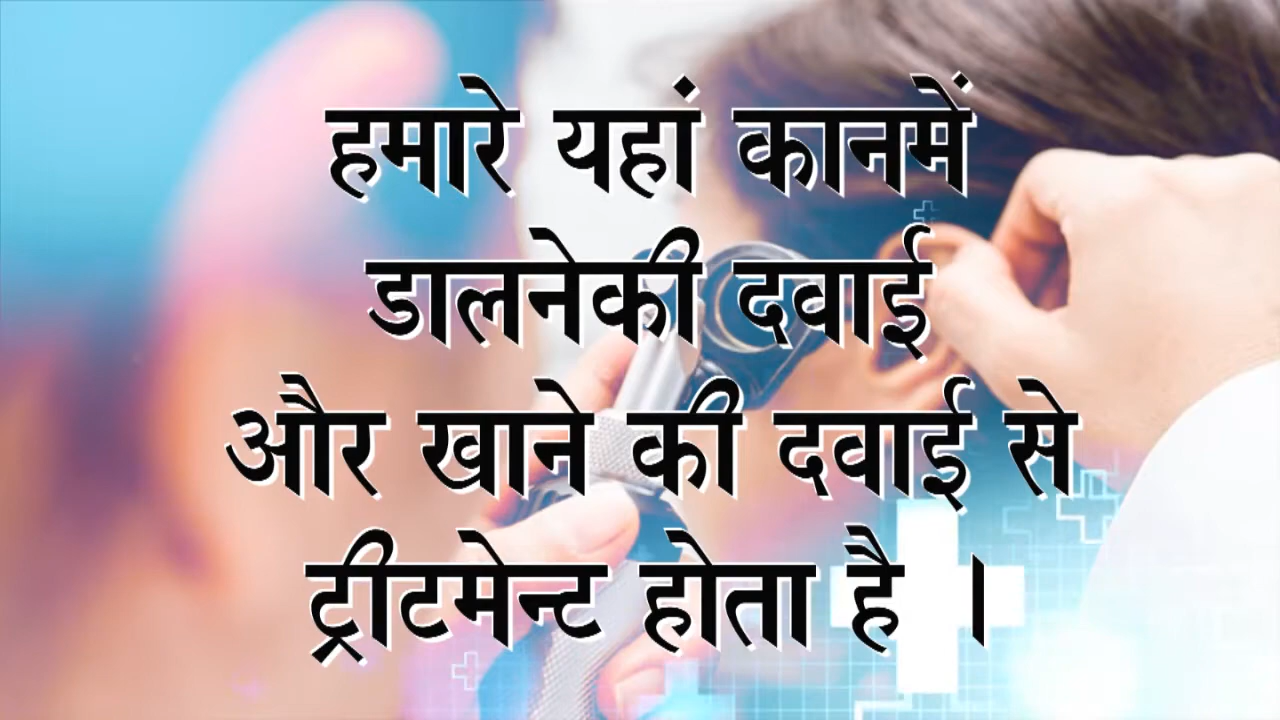 हमारे यहां कानमें
डालनेकी दवाई
और खाने की दवाई से
ट्रीटमेन्ट होता है ।